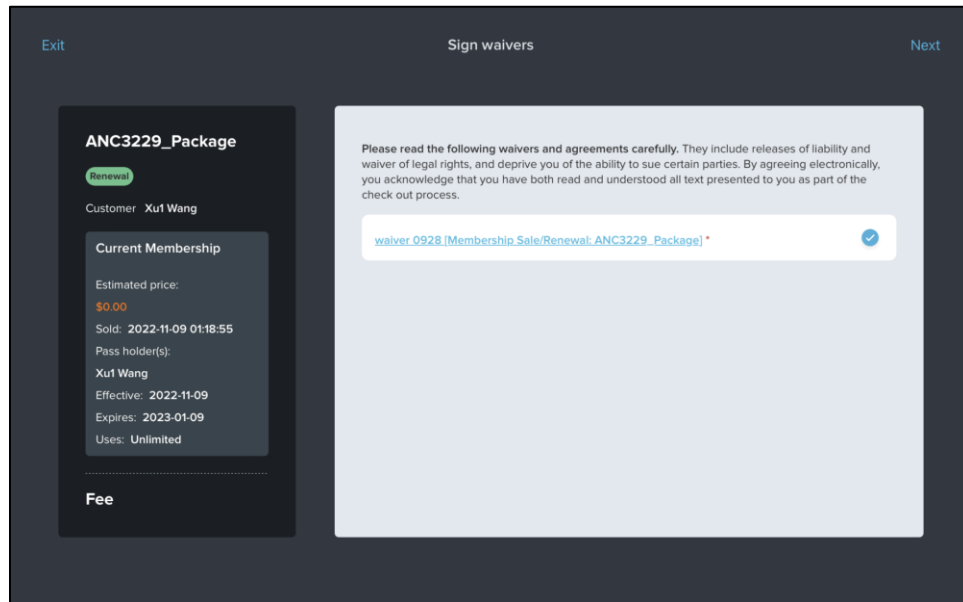 Exit
Sign waivers
Next
ANC3229_Package
Renewal
Customer Xu1 Wang
Current Membership
Estimated price:
$0.00
Sold: 2022-11-09 01:18:55
Pass holder(s):
Xu1 Wang
Effective: 2022-11-09
Expires: 2023-01-09
Uses: Unlimited
Fee
Please read the following waivers and agreements carefully. They include releases of liability and
waiver of legal rights, and deprive you of the ability to sue certain parties. By agreeing electronically,
you acknowledge that you have both read and understood all text presented to you as part of the
check out process.
waiver 0928 [Membership Sale/Renewal: ANC3229_Package] *